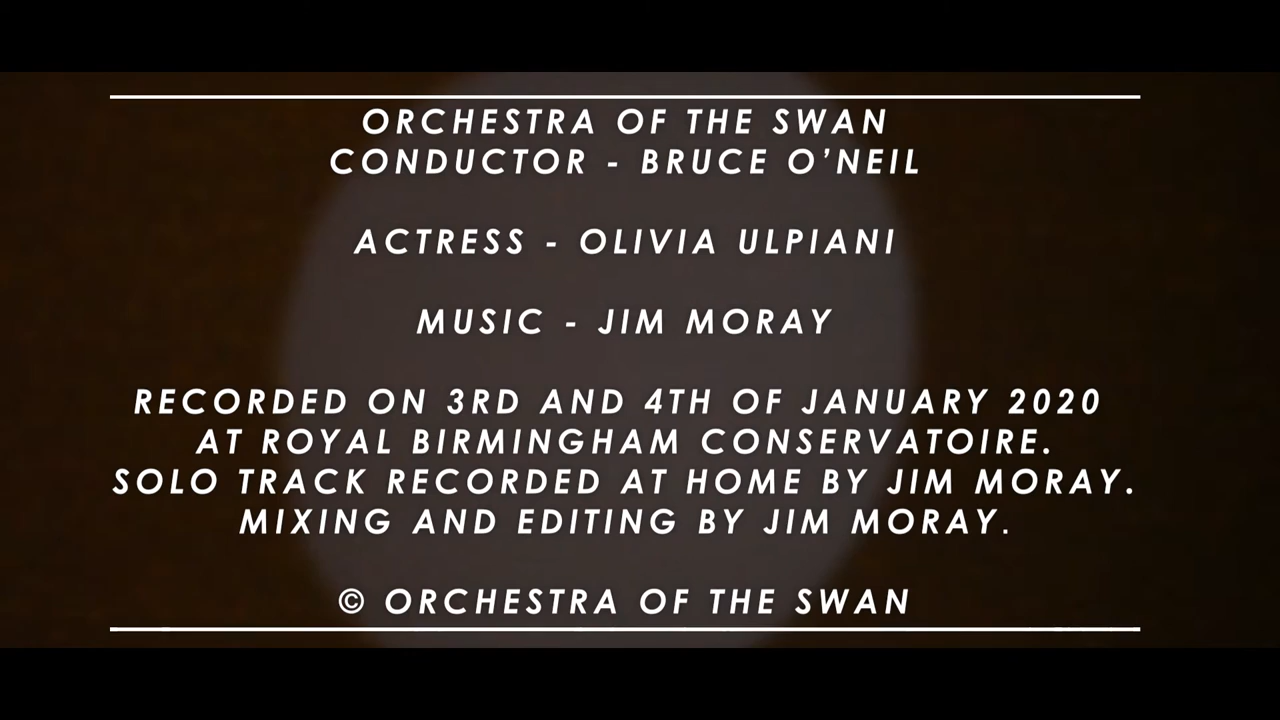 ORCHESTRA OF THE SWAN
CONDUCTOR - BRUCE O’NEIL
ACTRESS - OLIVIA ULPIANI
MUSIC - JIM MORAY
RECORDED ON 3RD AND 4TH OF JANUARY 2020
AT ROYAL BIRMINGHAM CONSERVATOIRE.
SOLO TRACK RECORDED AT HOME BY JIM MORAY.
MIXING AND EDITING BY JIM MORAY.
© ORCHESTRA OF THE SWAN